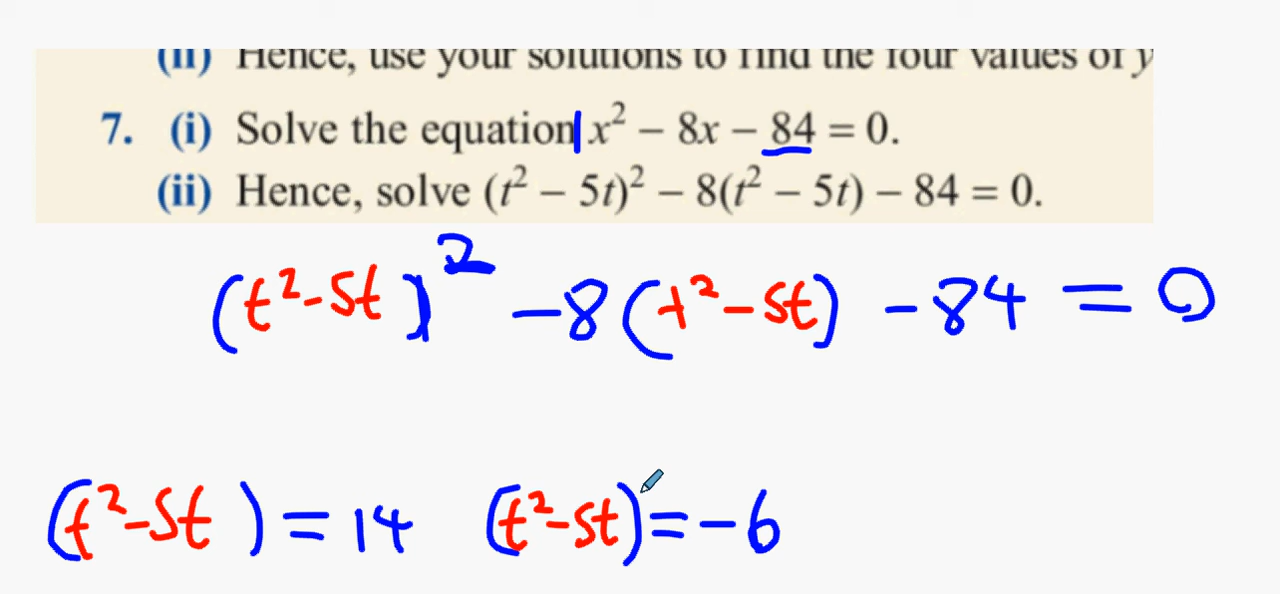 (ii) Hence, use your solutions to find the four values of y
7. (i) Solve the equation x² − 8x − 84 = 0.
(ii) Hence, solve (t² − 5t)² − 8(t² − 5t) − 84 = 0.
(t²-5t)² -8(t²-5t) -84 = 0
(t²-5t) = 14 (t²-5t) = -6